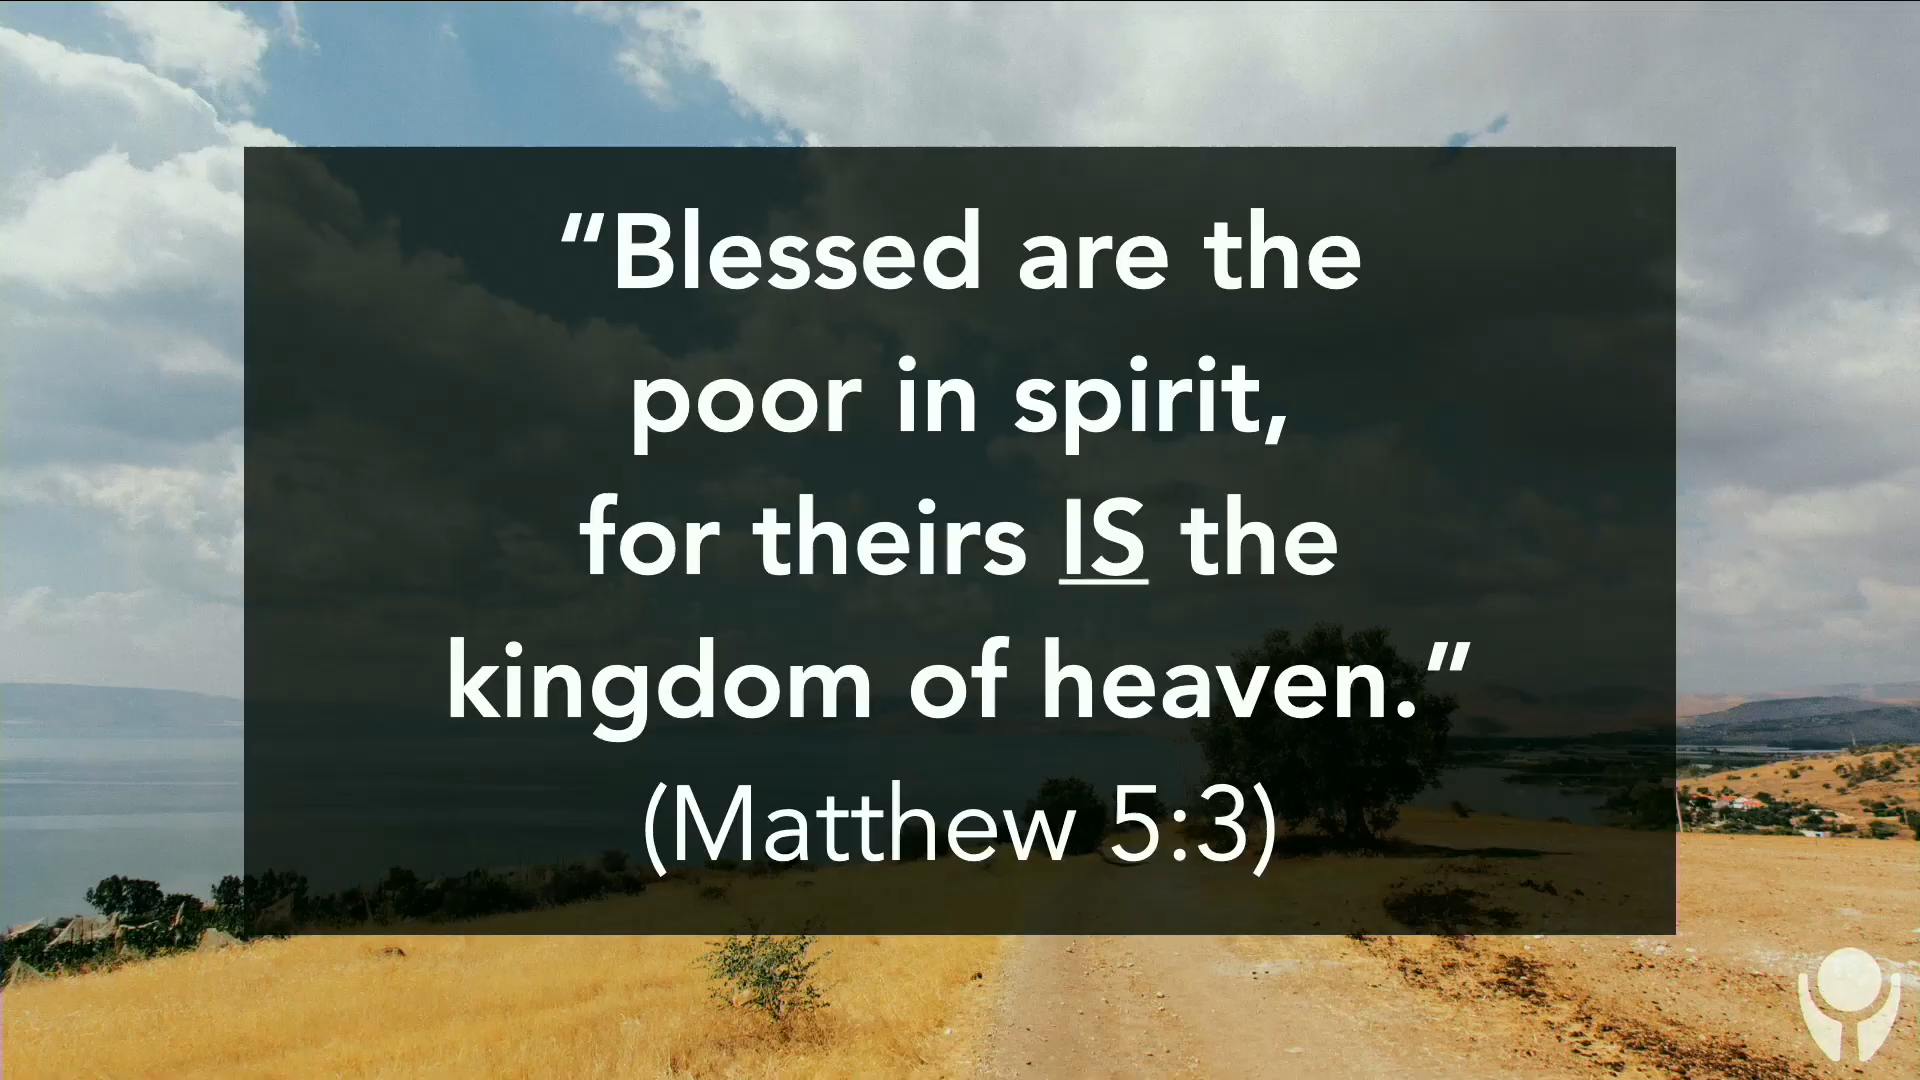 “Blessed are the
poor in spirit,
for theirs IS the
kingdom of heaven.”
(Matthew 5:3)